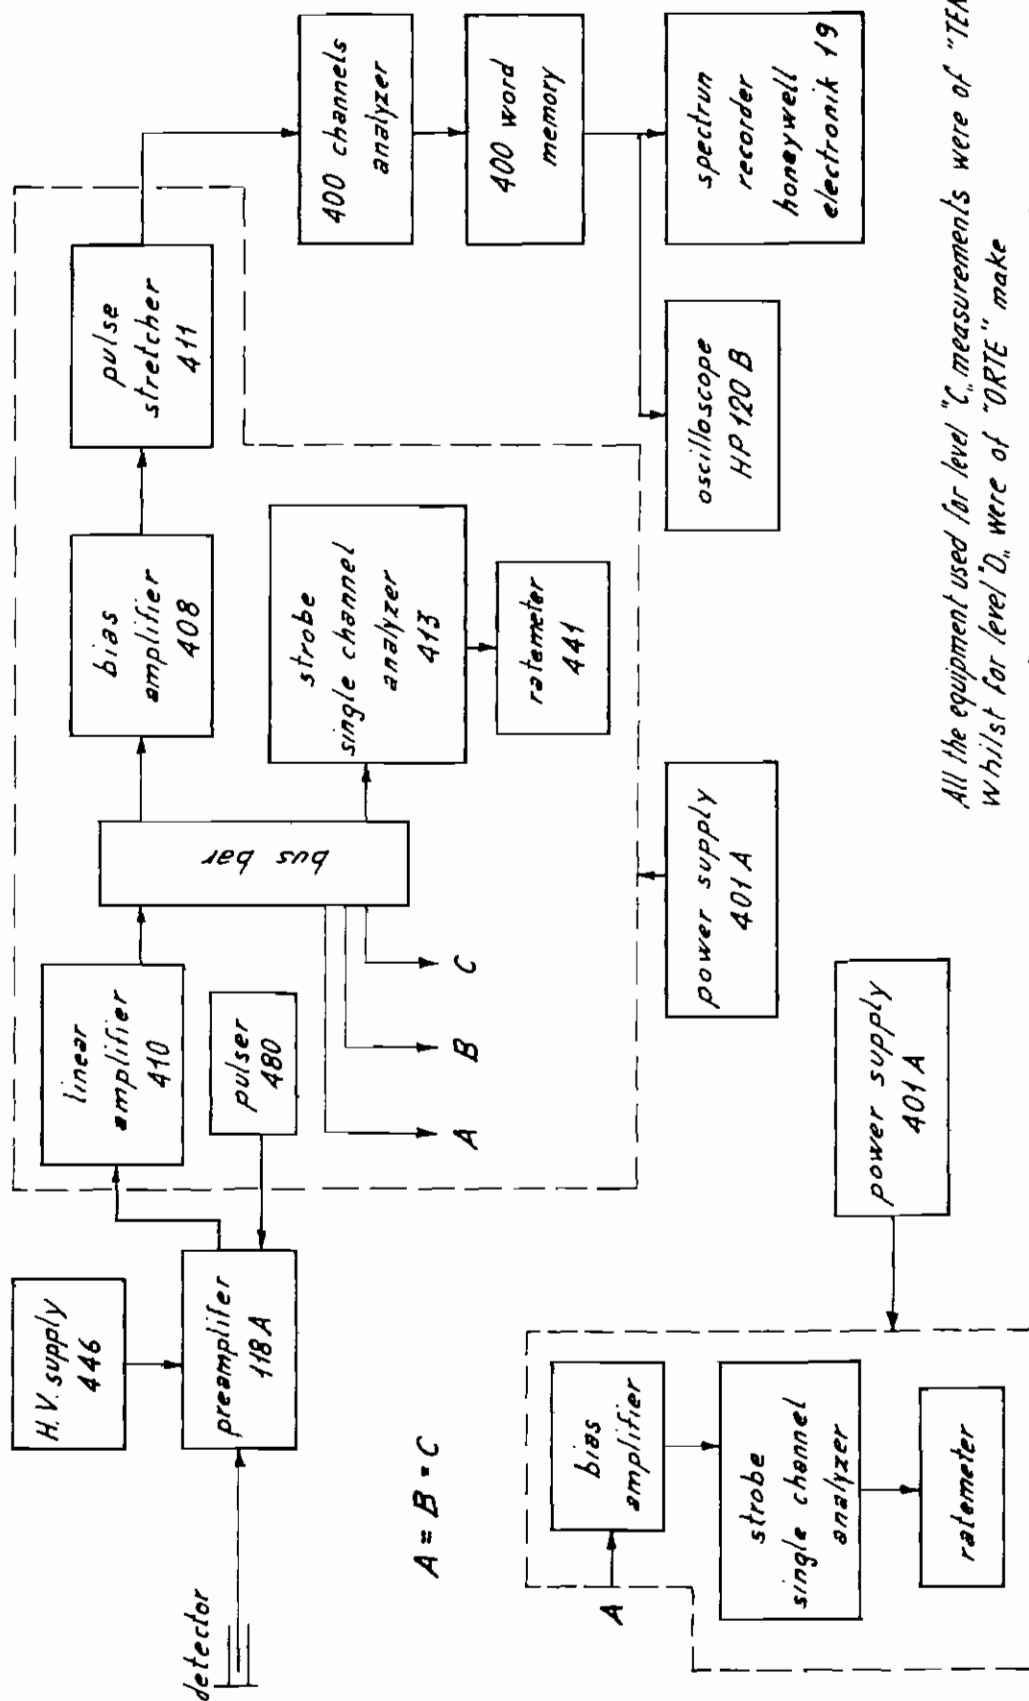 detector
H.V. supply
446
preamplifer
118A
linear
amplifier
410
pulser
480
bus bar
bias
amplifier
408
pulse
stretcher
411
strobe
single channel
analyzer
413
ratemeter
441
A
B
C
400 channels
analyzer
400 word
memory
spectrun
recorder
honeywell
electronik 19
oscilloscope
HP 120 B
power supply
401 A
A = B = C
A
bias
amplifier
strobe
single channel
analyzer
ratemeter
power supply
401 A
All the equipment used for level "C„ measurements were of
whilst for level "D„ were of "ORTE" make